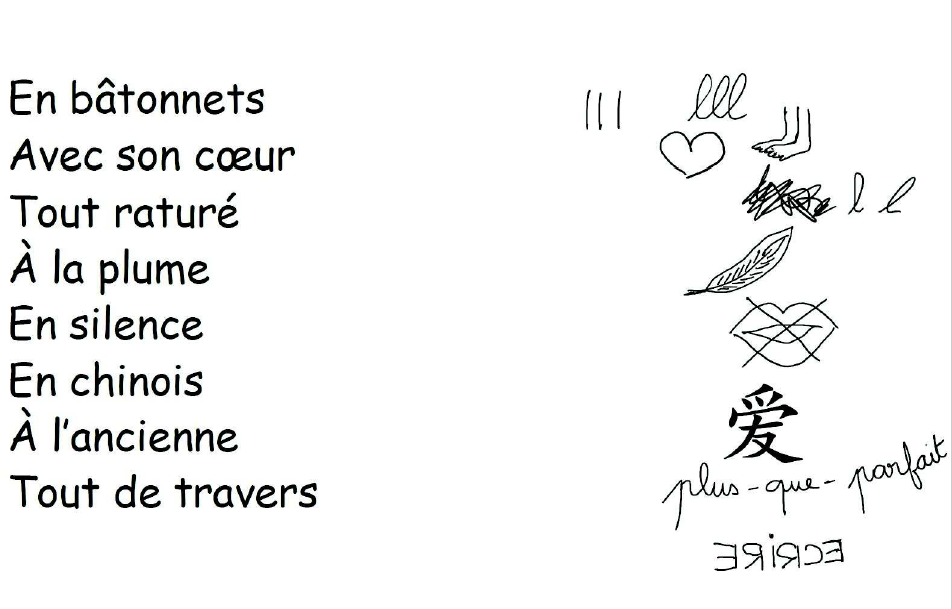 En bâtonnets
lll
Avec son cœur
Tout raturé
l l
À la plume
En silence
En chinois
爱
À l’ancienne
plus-que-parfait
Tout de travers
ECRIRE